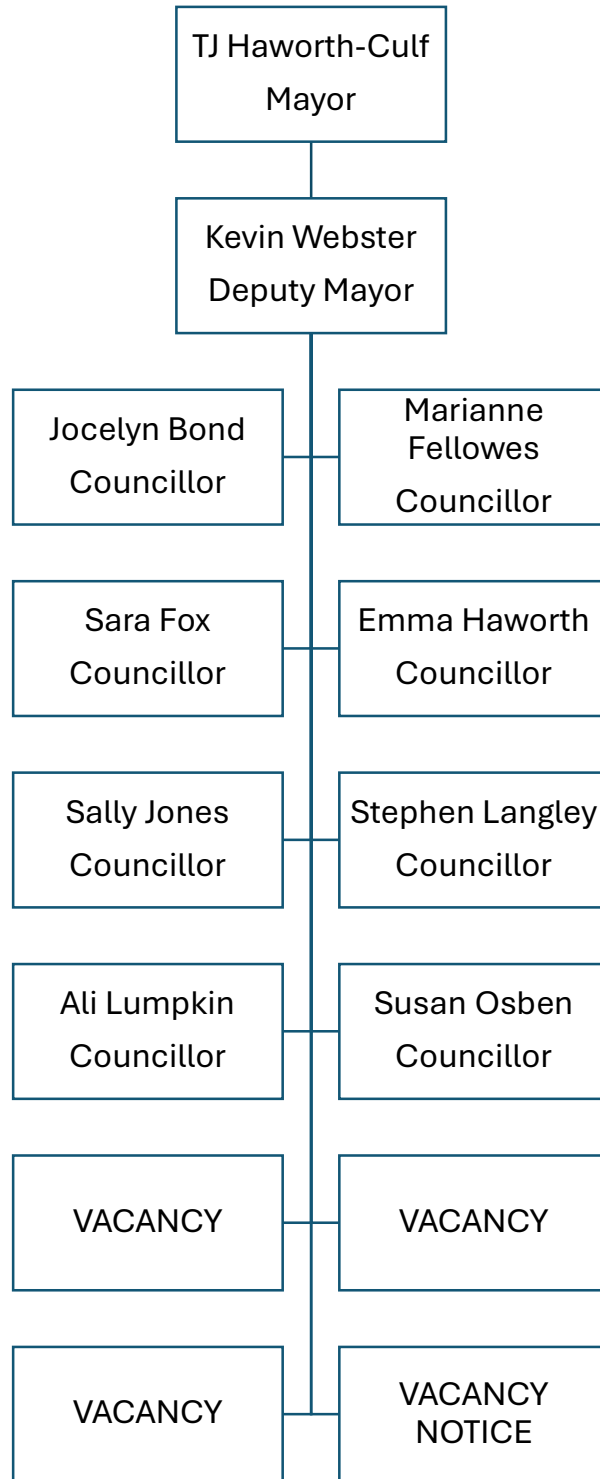 TJ Haworth-Culf
Mayor
Kevin Webster
Deputy Mayor
Jocelyn Bond
Councillor
Marianne
Fellowes
Councillor
Sara Fox
Councillor
Emma Haworth
Councillor
Sally Jones
Councillor
Stephen Langley
Councillor
Ali Lumpkin
Councillor
Susan Osben
Councillor
VACANCY
VACANCY
VACANCY
VACANCY
NOTICE